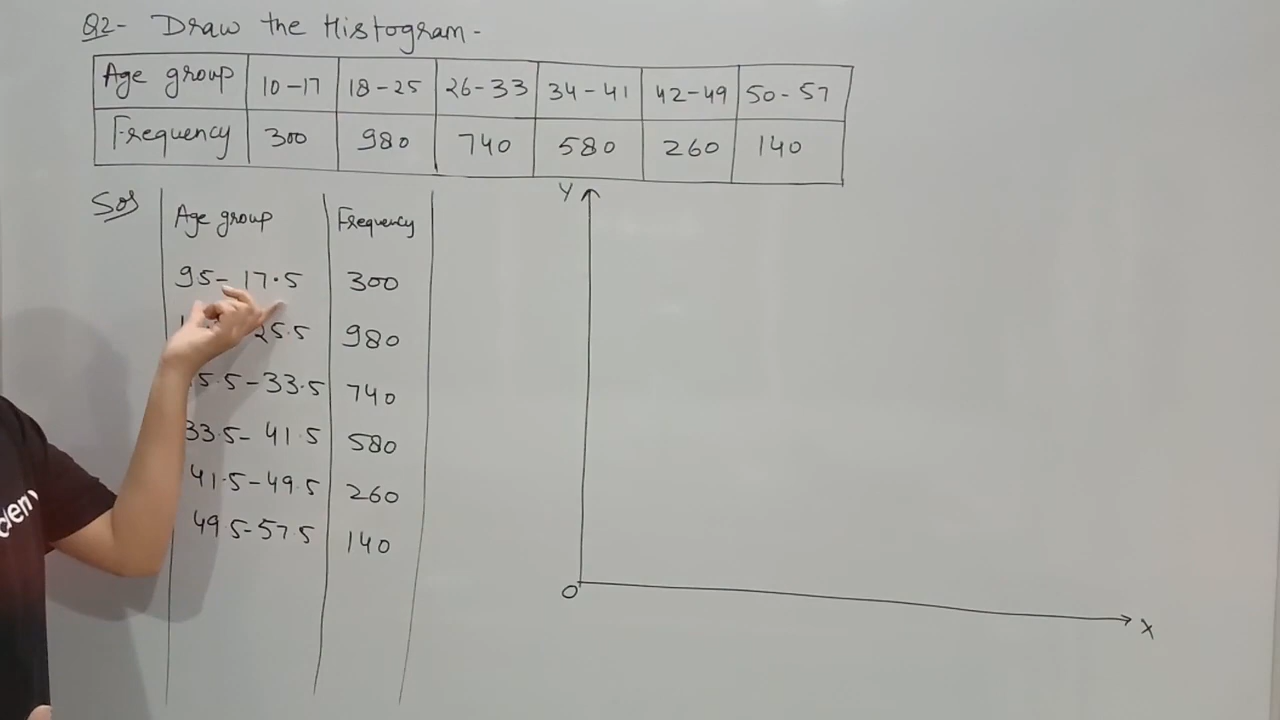 Q2- Draw the Histogram-
Age group 10-17 18-25 26-33 34-41 42-49 50-57
Frequency 300 980 740 580 260 140
Sol
Age group Frequency
95-17.5 300
25.5 980
5.5-33.5 740
33.5-41.5 580
41.5-49.5 260
49 5-57 5 140
Y
O
X